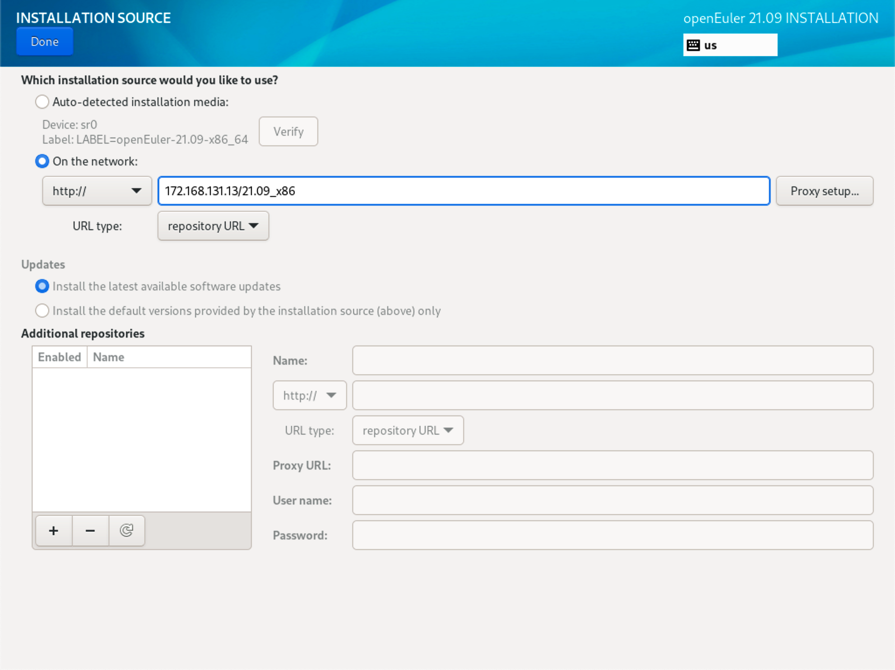 INSTALLATION SOURCE
openEuler 21.09 INSTALLATION
Done
us
Which installation source would you like to use?
Auto-detected installation media:
Device: sr0
Label: LABEL=openEuler-21.09-x86_64
Verify
On the network:
http://
172.168.131.13/21.09_x86
Proxy setup...
URL type:
repository URL
Updates
Install the latest available software updates
Install the default versions provided by the installation source (above) only
Additional repositories
Enabled Name
Name:
http://
URL type:
repository URL
Proxy URL:
User name:
Password: